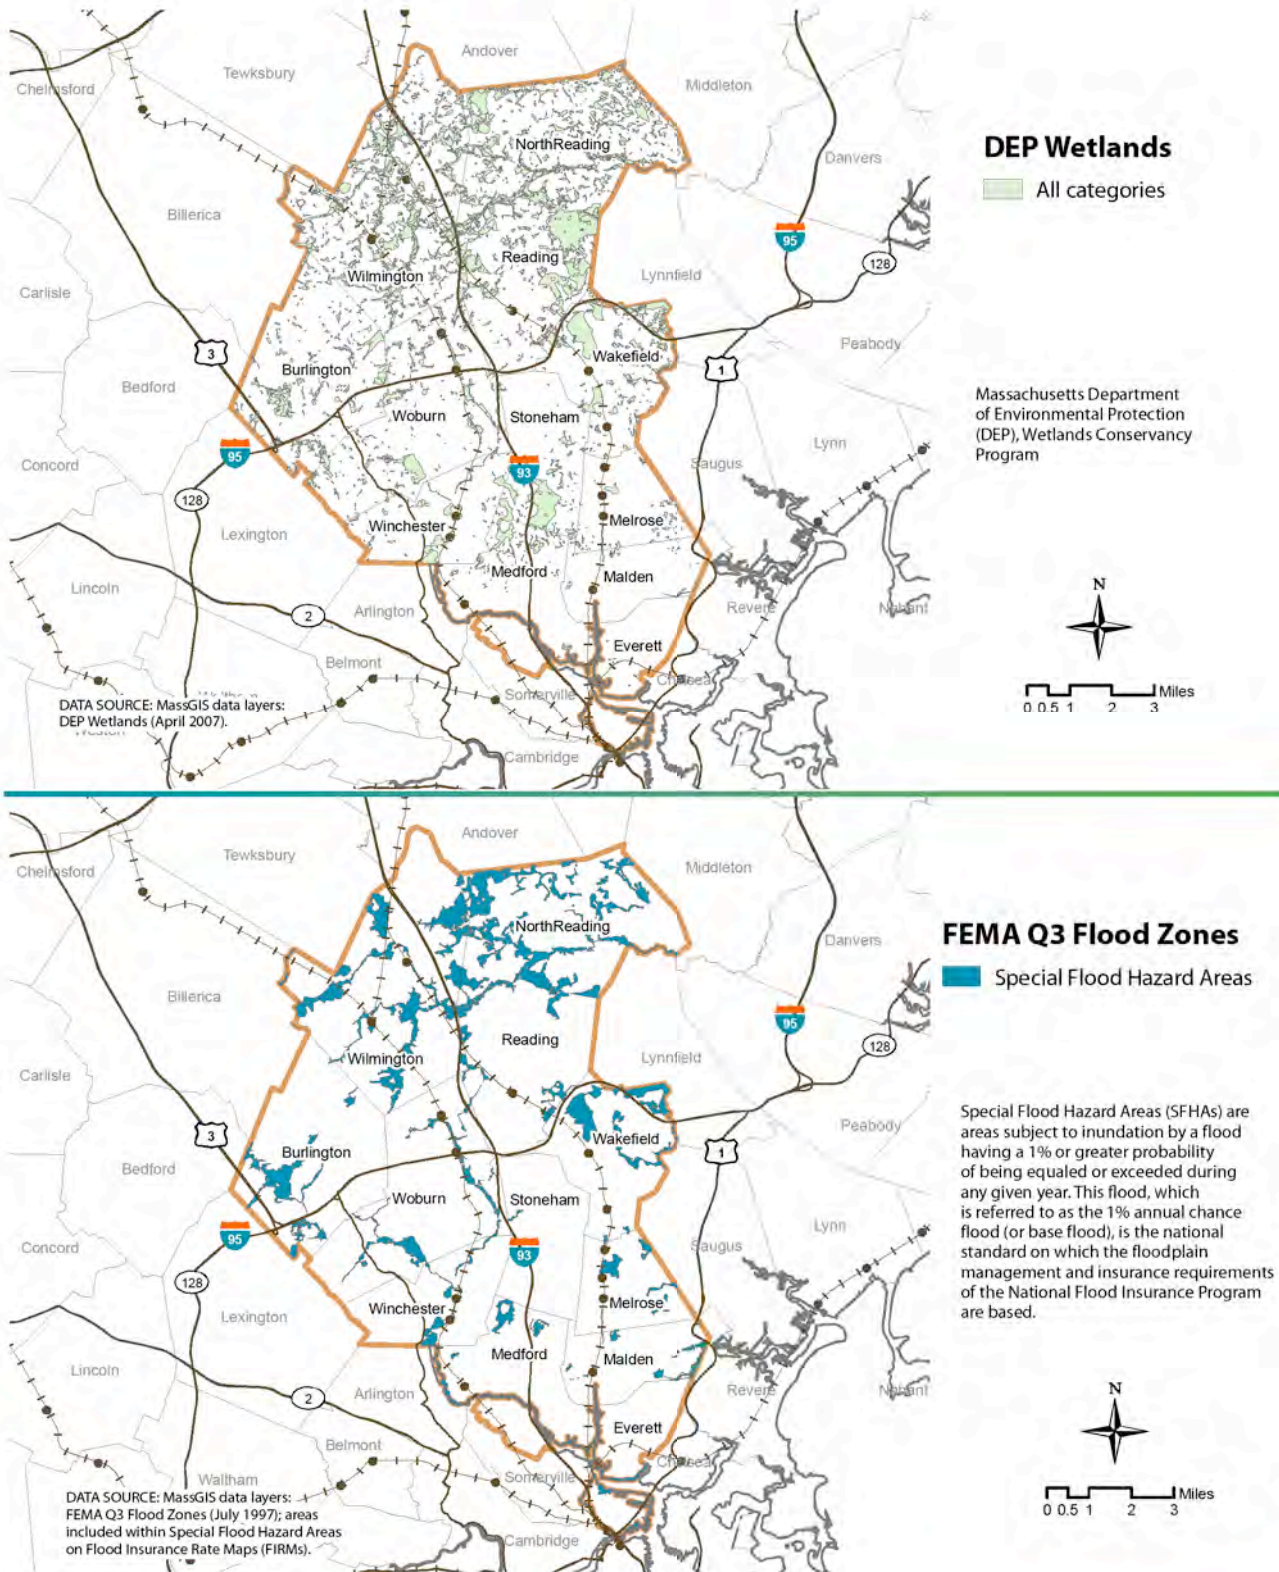 Andover
Tewksbury
Chelmsford
Middleton
NorthReading
Danvers
Billerica
95
128
Reading
Lynnfield
Wilmington
Carlisle
3
Peabody
Wakefield
1
Burlington
Bedford
Woburn
Stoneham
Lynn
95
Concord
93
Saugus
128
Winchester
Melrose
Lexington
Medford
Malden
Lincoln
2
Arlington
Revere
Nahant
Everett
Belmont
Chelsea
Somerville
Cambridge
DATA SOURCE: MassGIS data layers:
DEP Wetlands (April 2007).
DEP Wetlands
All categories
Massachusetts Department
of Environmental Protection
(DEP), Wetlands Conservancy
Program
N
0 0.5 1 2 3 Miles
Andover
Tewksbury
Chelmsford
Middleton
NorthReading
Danvers
Billerica
95
128
Reading
Lynnfield
Wilmington
Carlisle
3
Peabody
Wakefield
1
Burlington
Bedford
Woburn
Stoneham
Lynn
95
Concord
93
Saugus
128
Winchester
Melrose
Lexington
Medford
Malden
Lincoln
2
Arlington
Revere
Nahant
Everett
Belmont
Chelsea
Waltham
Somerville
Cambridge
DATA SOURCE: MassGIS data layers:
FEMA Q3 Flood Zones (July 1997); areas
included within Special Flood Hazard Areas
on Flood Insurance Rate Maps (FIRMs).
FEMA Q3 Flood Zones
Special Flood Hazard Areas
Special Flood Hazard Areas (SFHAs) are
areas subject to inundation by a flood
having a 1% or greater probability
of being equaled or exceeded during
any given year. This flood, which
is referred to as the 1% annual chance
flood (or base flood), is the national
standard on which the floodplain
management and insurance requirements
of the National Flood Insurance Program
are based.
N
0 0.5 1 2 3 Miles